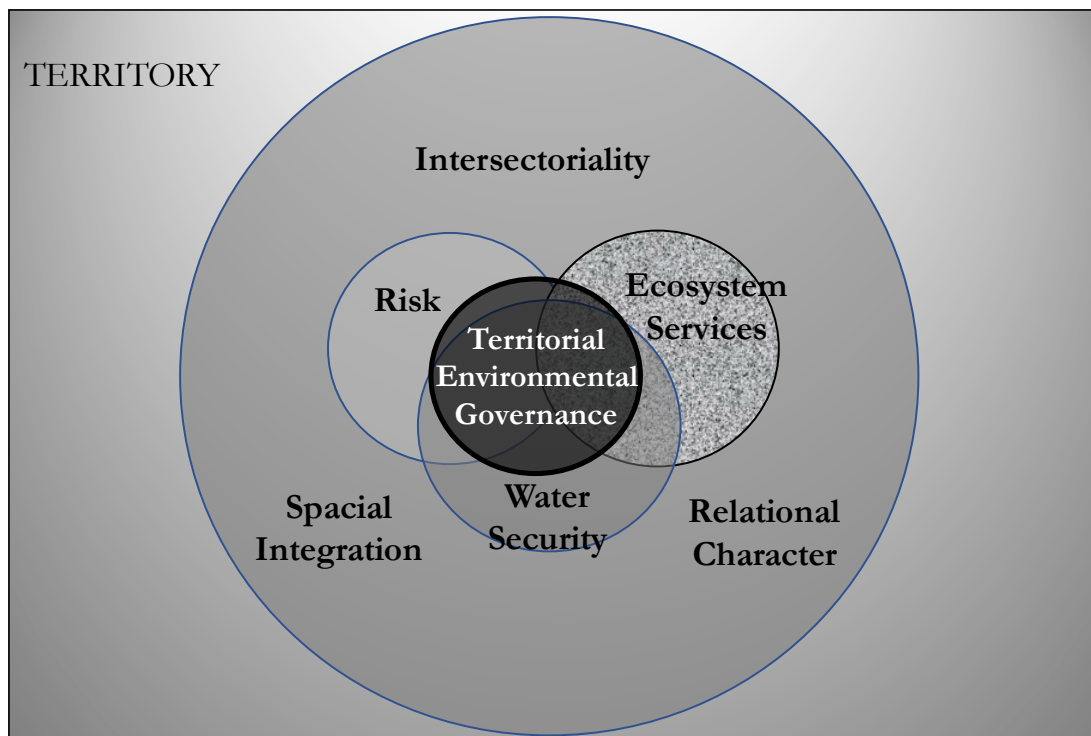 TERRITORY
Intersectoriality
Risk
Ecosystem
Services
Territorial
Environmental
Governance
Water
Security
Spacial
Integration
Relational
Character